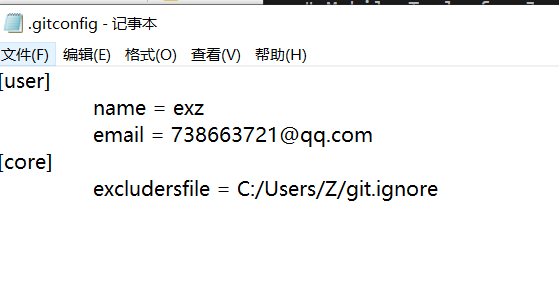 .gitconfig - 记事本
文件(F) 编辑(E) 格式(O) 查看(V) 帮助(H)
[user]
name = exz
email = 738663721@qq.com
[core]
excludersfile = C:/Users/Z/git.ignore